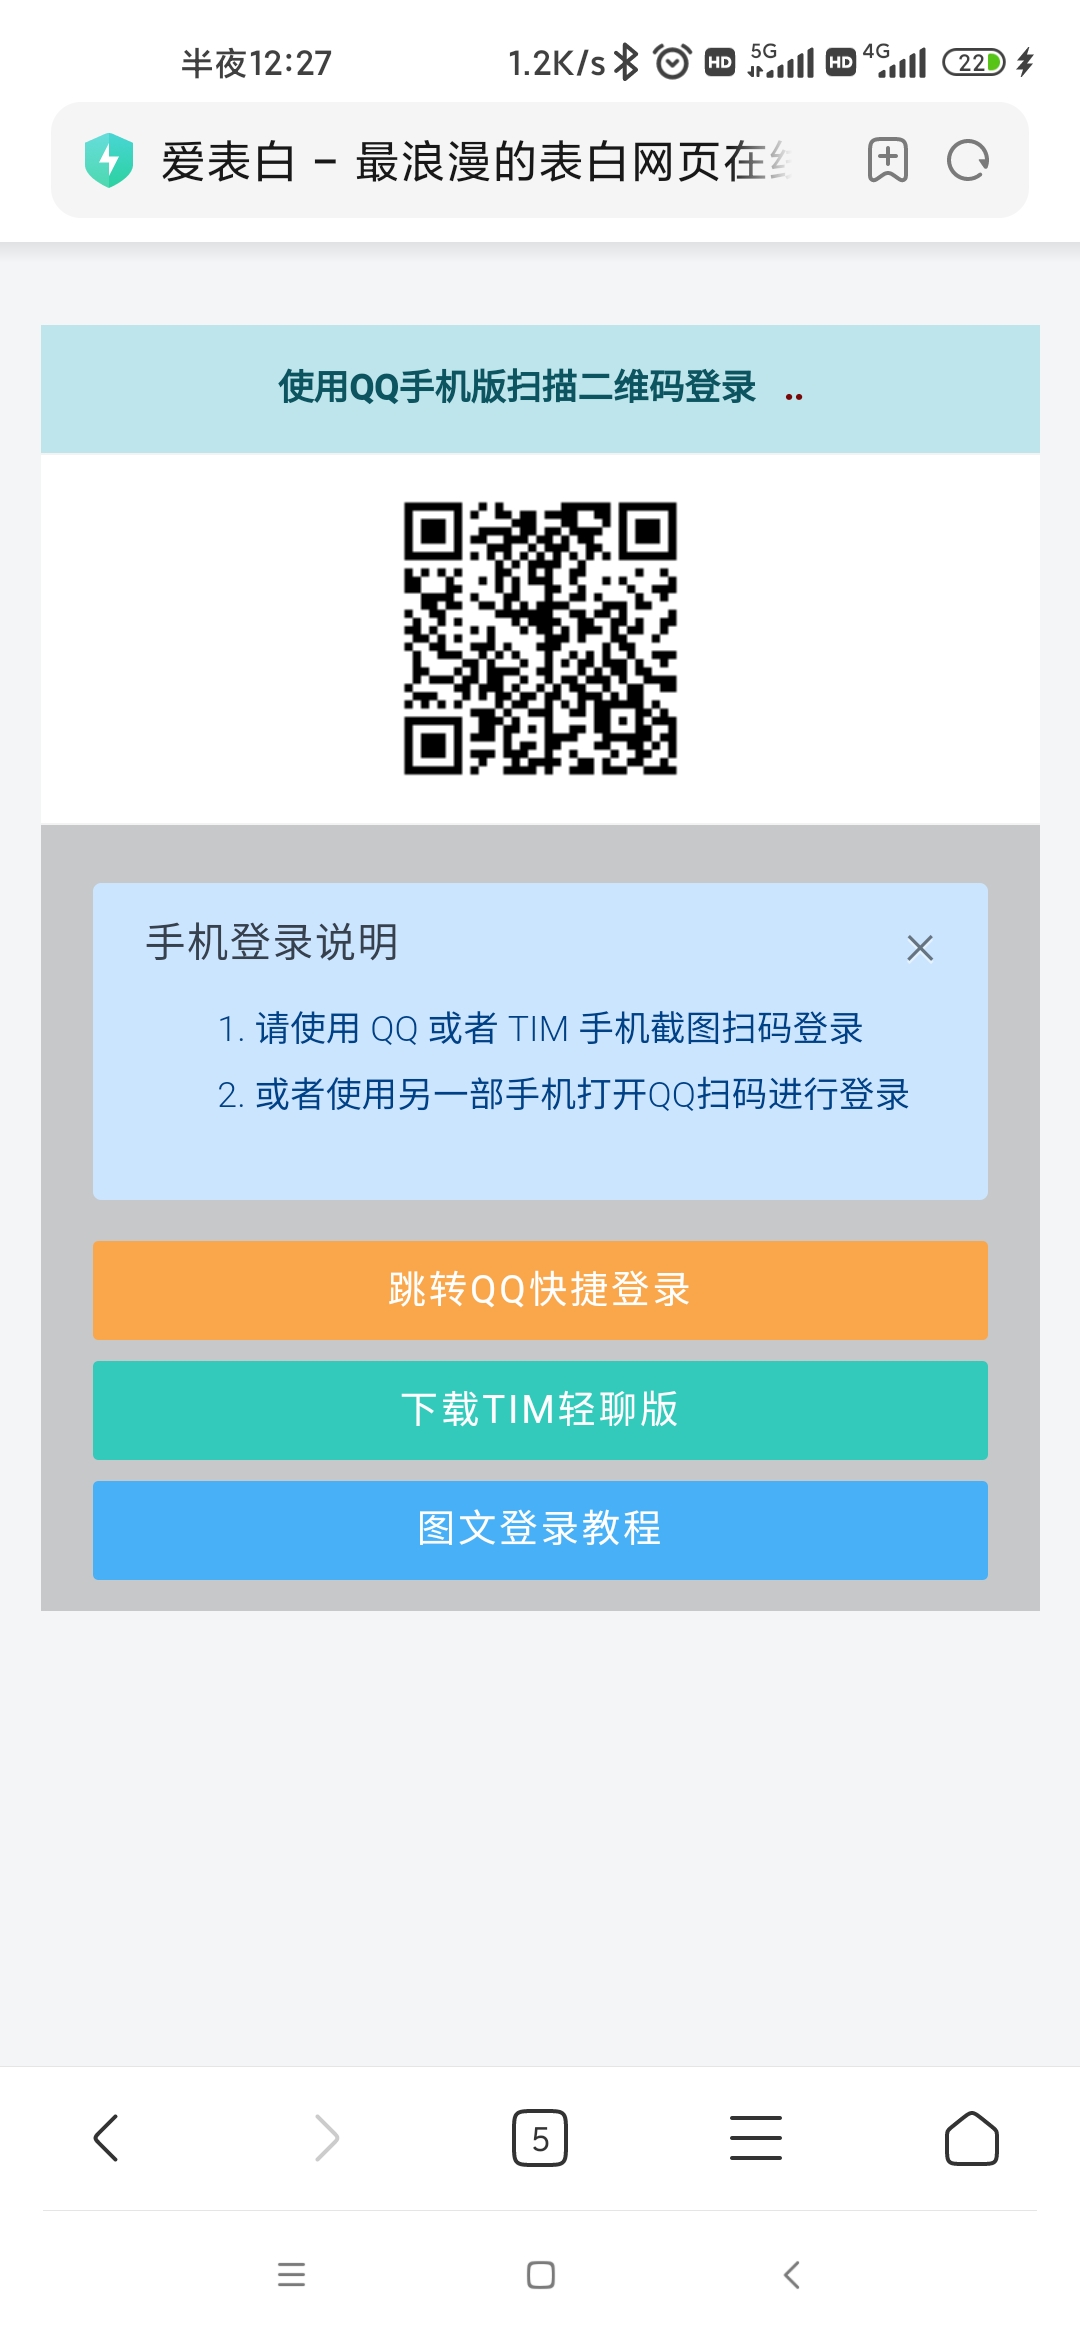 半夜12:27 1.2K/s HD 5G HD 4G 22
爱表白 - 最浪漫的表白网页在
使用QQ手机版扫描二维码登录 ..
手机登录说明
1. 请使用 QQ 或者 TIM 手机截图扫码登录
2. 或者使用另一部手机打开QQ扫码进行登录
跳转QQ快捷登录
下载TIM轻聊版
图文登录教程
5